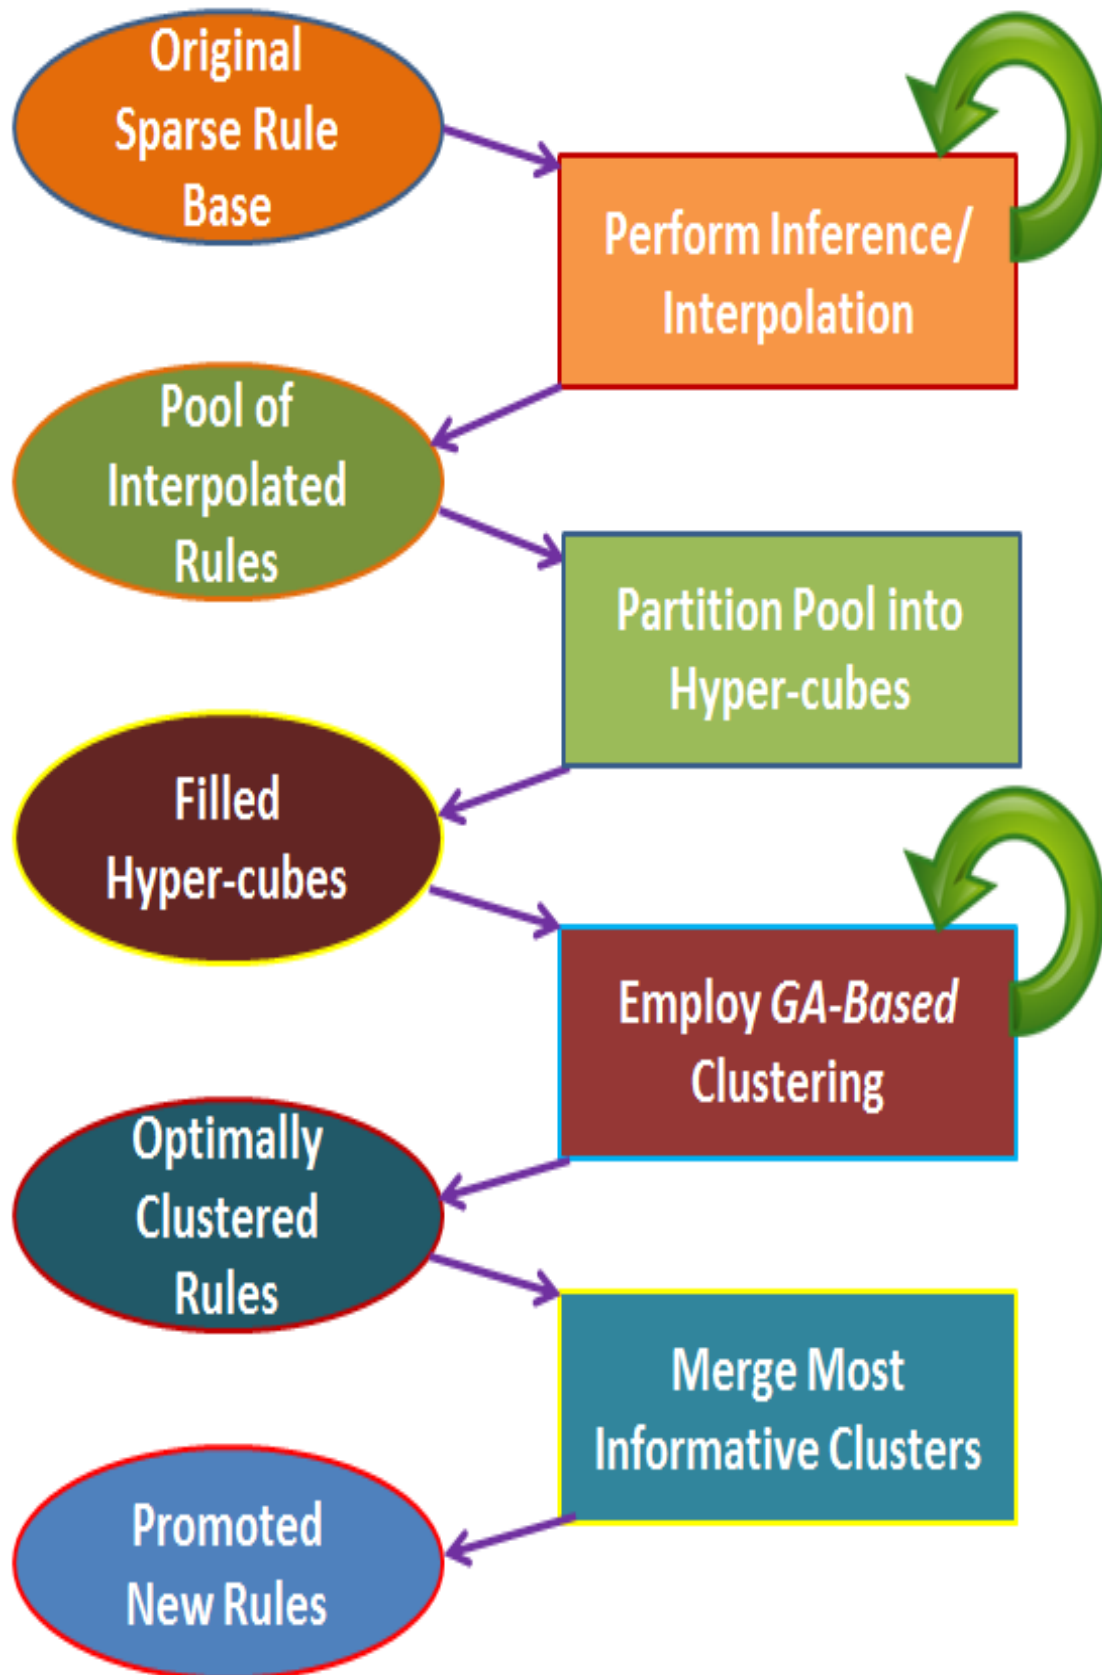 Original
Sparse Rule
Base
Perform Inference/
Interpolation
Pool of
Interpolated
Rules
Partition Pool into
Hyper-cubes
Filled
Hyper-cubes
Employ GA-Based
Clustering
Optimally
Clustered
Rules
Merge Most
Informative Clusters
Promoted
New Rules